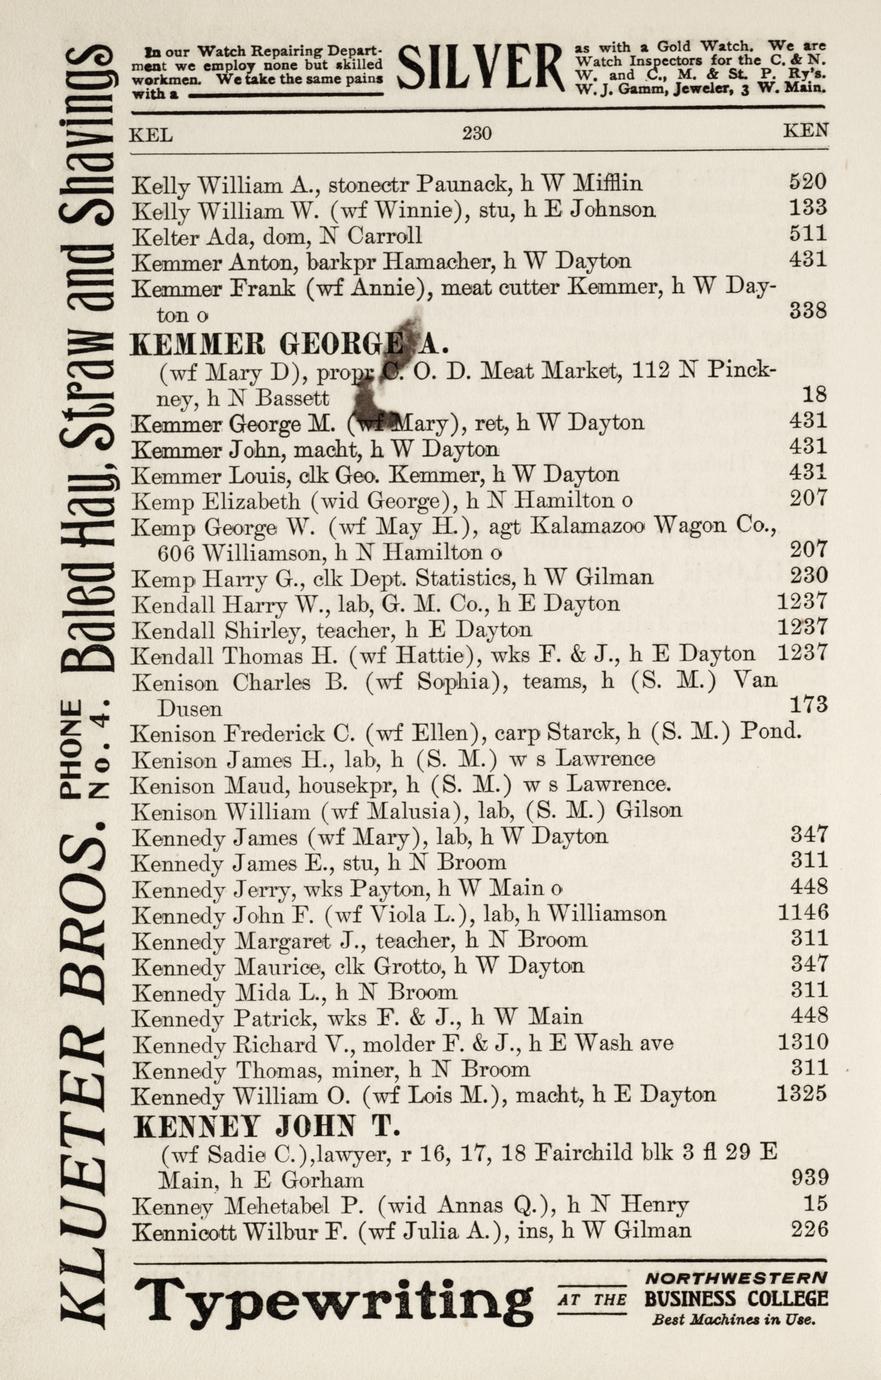 In our Watch Repairing Depart-
ment we employ none but skilled
workmen. We take the same pains
with a
SILVER
as with a Gold Watch. We are
Watch Inspectors for the C. & N.
W. and C., M. & St. P. Ry's.
W. J. Gamm, Jeweler, 3 W. Main.
KEL 230 KEN
Kelly William A., stonectr Paunack, h W Mifflin 520
Kelly William W. (wf Winnie), stu, h E Johnson 133
Kelter Ada, dom, N Carroll 511
Kemmer Anton, barkpr Hamacher, h W Dayton 431
Kemmer Frank (wf Annie), meat cutter Kemmer, h W Day-
ton o 338
KEMMER GEORGE A.
(wf Mary D), propr C. O. D. Meat Market, 112 N Pinck-
ney, h N Bassett 18
Kemmer George M. (wf Mary), ret, h W Dayton 431
Kemmer John, macht, h W Dayton 431
Kemmer Louis, clk Geo. Kemmer, h W Dayton 431
Kemp Elizabeth (wid George), h N Hamilton o 207
Kemp George W. (wf May H.), agt Kalamazoo Wagon Co.,
606 Williamson, h N Hamilton o 207
Kemp Harry G., clk Dept. Statistics, h W Gilman 230
Kendall Harry W., lab, G. M. Co., h E Dayton 1237
Kendall Shirley, teacher, h E Dayton 1237
Kendall Thomas H. (wf Hattie), wks F. & J., h E Dayton 1237
Kenison Charles B. (wf Sophia), teams, h (S. M.) Van
Dusen 173
Kenison Frederick C. (wf Ellen), carp Starck, h (S. M.) Pond.
Kenison James H., lab, h (S. M.) w s Lawrence
Kenison Maud, housekpr, h (S. M.) w s Lawrence.
Kenison William (wf Malusia), lab, (S. M.) Gilson
Kennedy James (wf Mary), lab, h W Dayton 347
Kennedy James E., stu, h N Broom 311
Kennedy Jerry, wks Payton, h W Main o 448
Kennedy John F. (wf Viola L.), lab, h Williamson 1146
Kennedy Margaret J., teacher, h N Broom 311
Kennedy Maurice, clk Grotto, h W Dayton 347
Kennedy Mida L., h N Broom 311
Kennedy Patrick, wks F. & J., h W Main 448
Kennedy Richard V., molder F. & J., h E Wash ave 1310
Kennedy Thomas, miner, h N Broom 311
Kennedy William O. (wf Lois M.), macht, h E Dayton 1325
KENNEY JOHN T.
(wf Sadie C.),lawyer, r 16, 17, 18 Fairchild blk 3 fl 29 E
Main, h E Gorham 939
Kenney Mehetabel P. (wid Annas Q.), h N Henry 15
Kennicott Wilbur F. (wf Julia A.), ins, h W Gilman 226
Typewriting
AT THE
NORTHWESTERN
BUSINESS COLLEGE
Best Machines in Use.
KLUETER BROS. PHONE No. 4. Baled Hay, Straw and Shavings